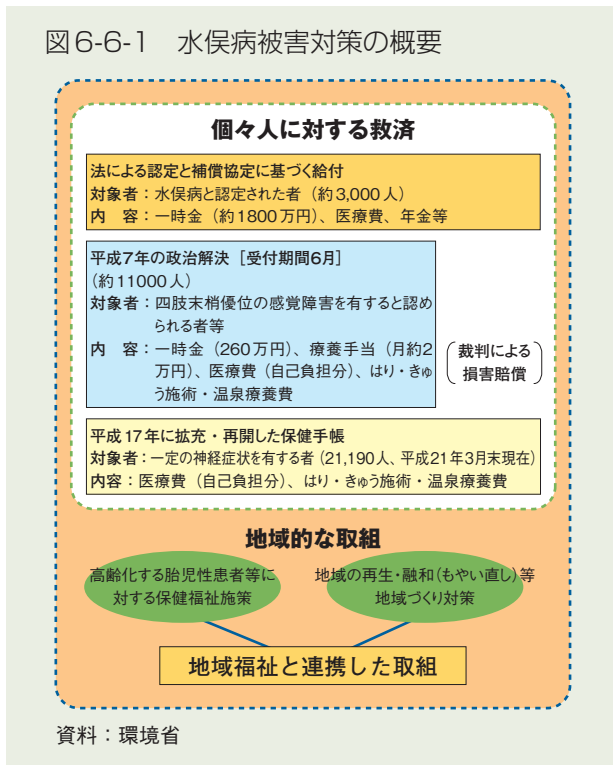 図6-6-1 水俣病被害対策の概要
個々人に対する救済
法による認定と補償協定に基づく給付
対象者：水俣病と認定された者（約3,000人）
内　容：一時金（約1800万円）、医療費、年金等
平成7年の政治解決［受付期間6月］
（約11000人）
対象者：四肢末梢優位の感覚障害を有すると認め
られる者等
内　容：一時金（260万円）、療養手当（月約2
万円）、医療費（自己負担分）、はり・きゅ
う施術・温泉療養費
裁判による
損害賠償
平成17年に拡充・再開した保健手帳
対象者：一定の神経症状を有する者（21,190人、平成21年3月末現在）
内容：医療費（自己負担分）、はり・きゅう施術・温泉療養費
地域的な取組
高齢化する胎児性患者等に
対する保健福祉施策
地域の再生・融和（もやい直し）等
地域づくり対策
地域福祉と連携した取組
資料：環境省